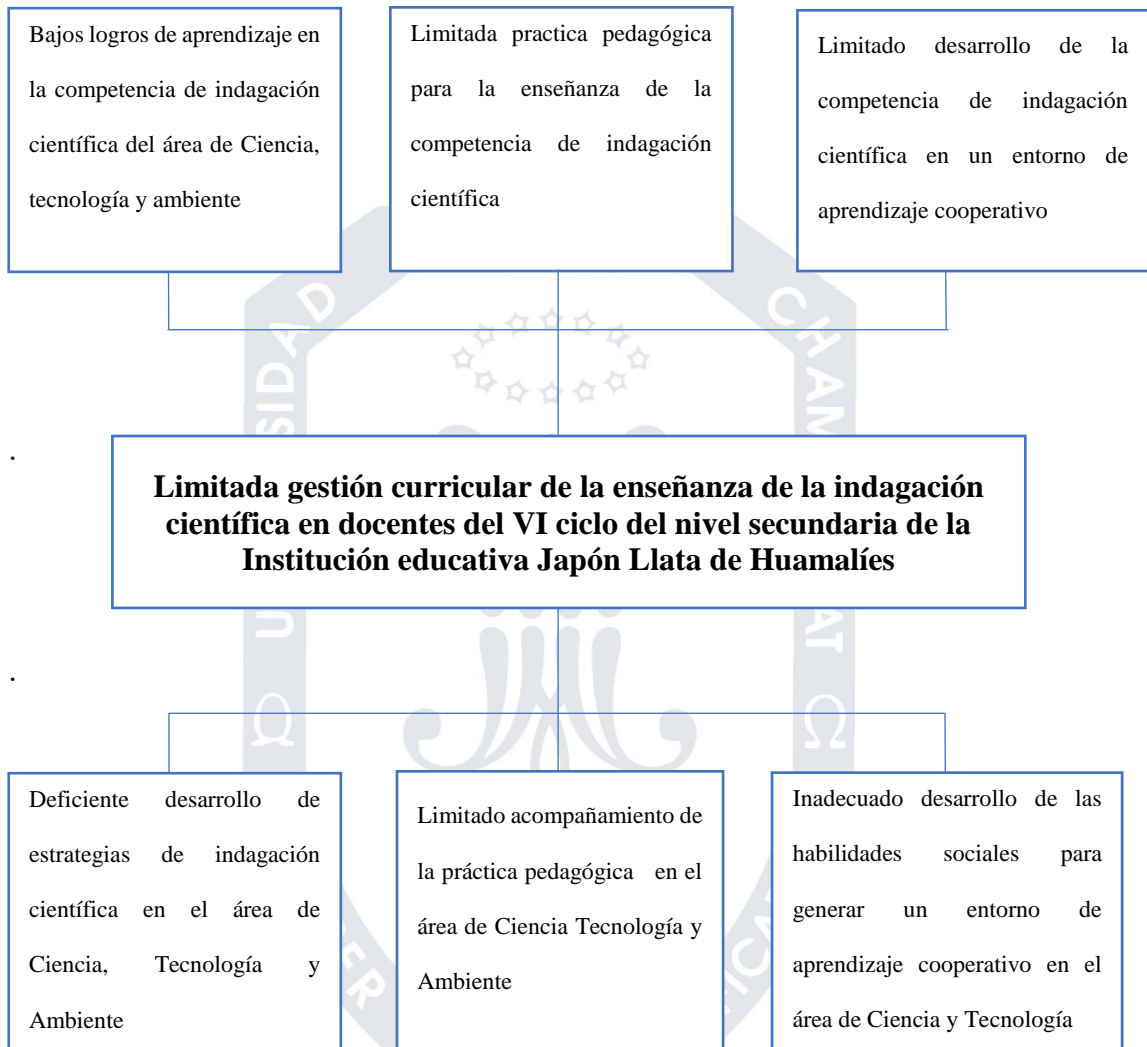 Bajos logros de aprendizaje en
la competencia de indagación
científica del área de Ciencia,
tecnología y ambiente
Limitada practica pedagógica
para la enseñanza de la
competencia de indagación
científica
Limitado desarrollo de la
competencia de indagación
científica en un entorno de
aprendizaje cooperativo
.
Limitada gestión curricular de la enseñanza de la indagación
científica en docentes del VI ciclo del nivel secundaria de la
Institución educativa Japón Llata de Huamalíes
.
Deficiente desarrollo de
estrategias de indagación
científica en el área de
Ciencia, Tecnología y
Ambiente
Limitado acompañamiento de
la práctica pedagógica en el
área de Ciencia Tecnología y
Ambiente
Inadecuado desarrollo de las
habilidades sociales para
generar un entorno de
aprendizaje cooperativo en el
área de Ciencia y Tecnología